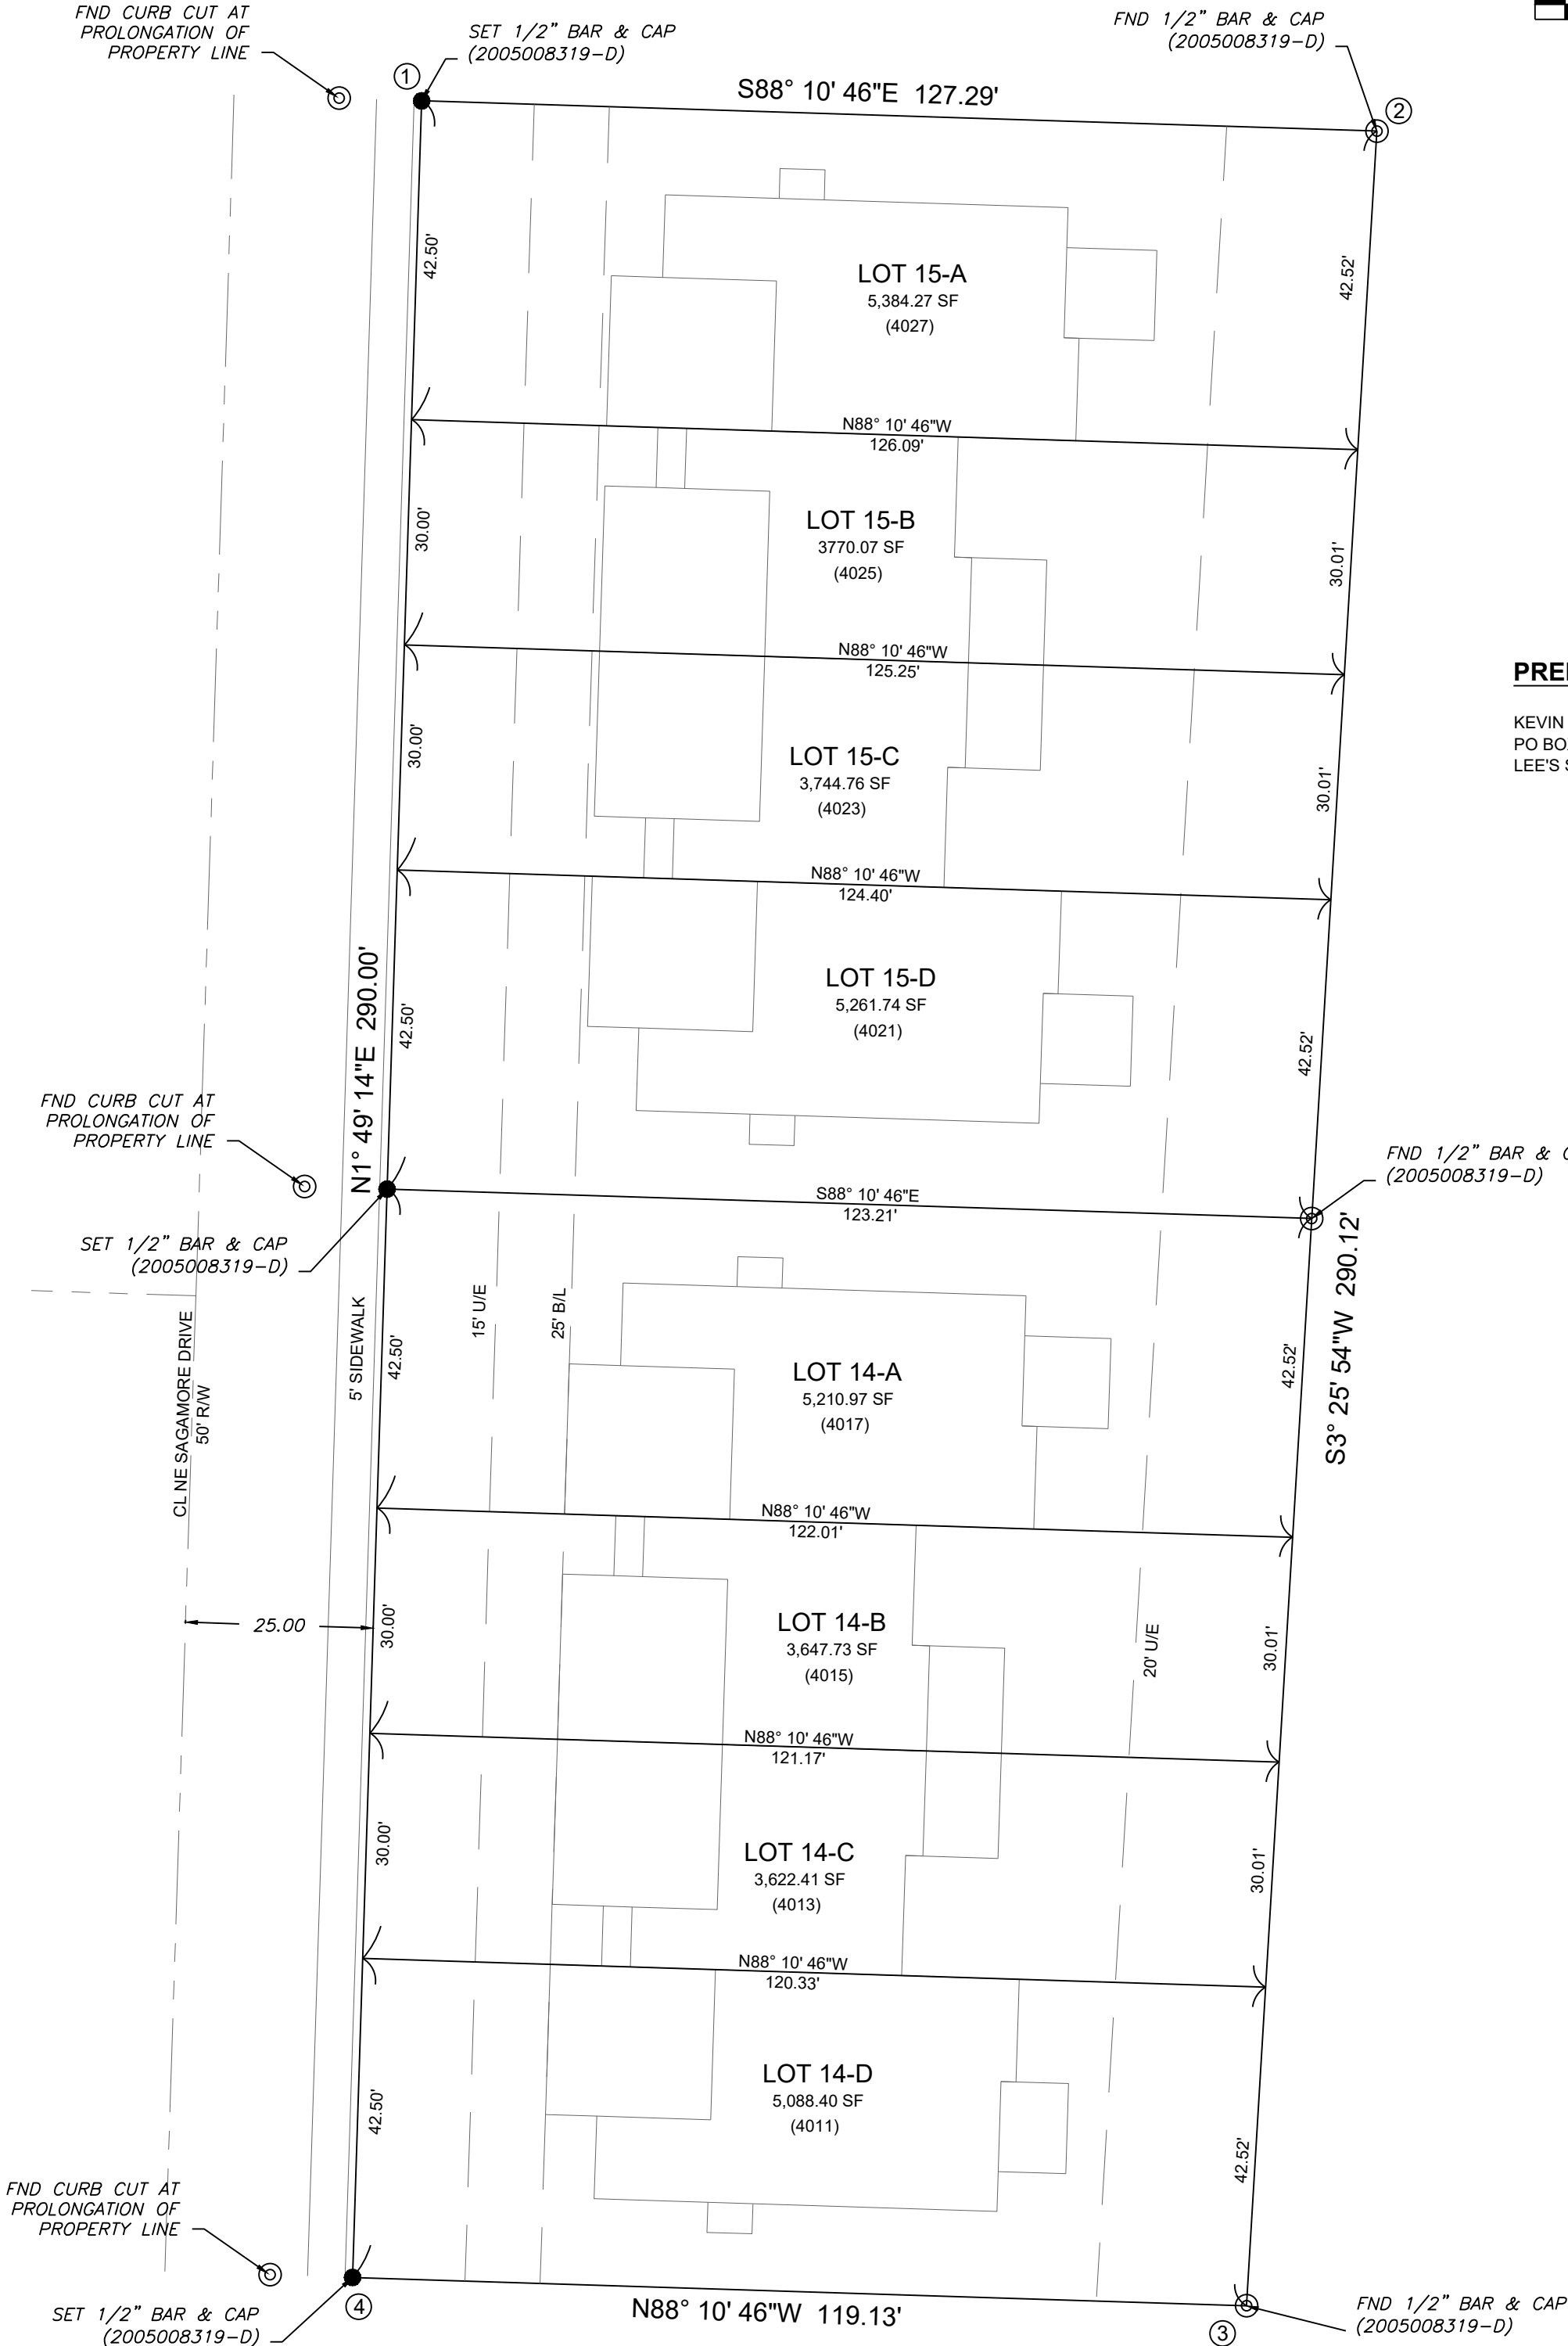 FND CURB CUT AT
PROLONGATION OF
PROPERTY LINE
SET 1/2” BAR & CAP
(2005008319-D)
FND 1/2” BAR & CAP
(2005008319-D)
1
S88° 10' 46"E 127.29'
2
42.50'
LOT 15-A
5,384.27 SF
(4027)
42.52'
N88° 10' 46"W
126.09'
30.00'
LOT 15-B
3770.07 SF
(4025)
30.01'
N88° 10' 46"W
125.25'
KEVIN
PO BO
LEE'S
30.00'
LOT 15-C
3,744.76 SF
(4023)
30.01'
N88° 10' 46"W
124.40'
N1° 49' 14"E 290.00'
42.50'
LOT 15-D
5,261.74 SF
(4021)
42.52'
FND CURB CUT AT
PROLONGATION OF
PROPERTY LINE
FND 1/2” BAR &
(2005008319-D)
S88° 10' 46"E
123.21'
SET 1/2” BAR & CAP
(2005008319-D)
S3° 25' 54"W 290.12'
CL NE SAGAMORE DRIVE
50' R/W
5' SIDEWALK
42.50'
15' U/E
25' B/L
LOT 14-A
5,210.97 SF
(4017)
42.52'
N88° 10' 46"W
122.01'
25.00
30.00'
LOT 14-B
3,647.73 SF
(4015)
20' U/E
30.01'
N88° 10' 46"W
121.17'
30.00'
LOT 14-C
3,622.41 SF
(4013)
30.01'
N88° 10' 46"W
120.33'
42.50'
LOT 14-D
5,088.40 SF
(4011)
42.52'
FND CURB CUT AT
PROLONGATION OF
PROPERTY LINE
SET 1/2” BAR & CAP
(2005008319-D)
4
N88° 10' 46"W 119.13'
3
FND 1/2” BAR & CAP
(2005008319-D)